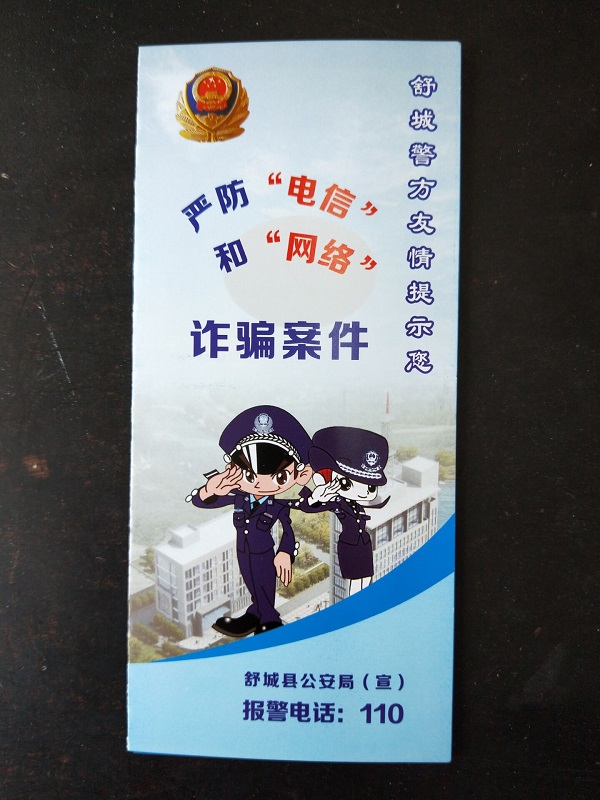 舒城警方友情提示您
严防“电信”
和“网络”
诈骗案件
舒城县公安局（宣）
报警电话：110